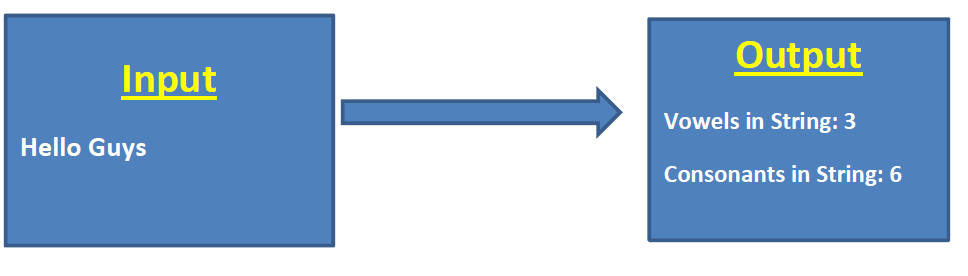 Input
Hello Guys
Output
Vowels in String: 3
Consonants in String: 6